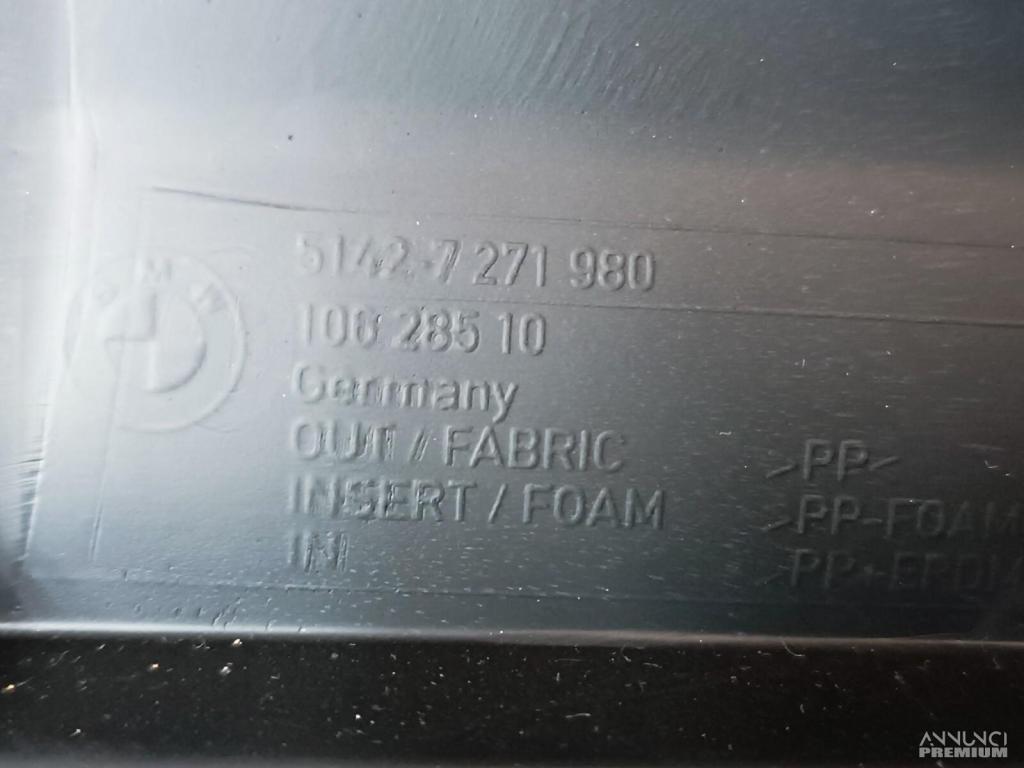 BMW
5142-7 271 980
106 285 10
Germany
OUT / FABRIC >PP<
INSERT / FOAM >PP-FOAM
IN >PP+EPDM
ANNUNCI
PREMIUM